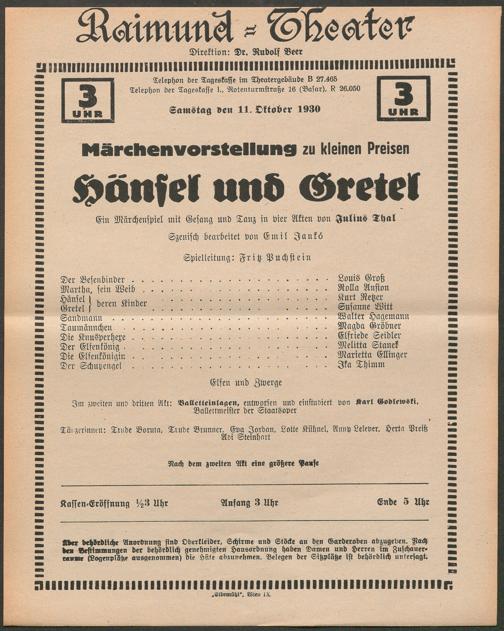 Raimund-Theater
Direktion: Dr. Rudolf Beer
3 UHR
Telephon der Tageskasse im Theatergebäude B 27.465
Telephon der Tageskasse I., Rotenturmstraße 16 (Basar), R 26.050
3 UHR
Samstag den 11. Oktober 1930
Märchenvorstellung zu kleinen Preisen
Hänsel und Gretel
Ein Märchenspiel mit Gesang und Tanz in vier Akten von Julius Thal
Szenisch bearbeitet von Emil Jankó
Spielleitung: Fritz Puchstein
Der Besenbinder . . . . . Louis Groß
Martha, sein Weib . . . . . Rolla Auston
Hänsel } deren Kinder . . . . . Kurt Retzer
Gretel } . . . . . Susanne Witt
Sandmann . . . . . Walter Hagemann
Taumännchen . . . . . Magda Gröbner
Die Knusperhexe . . . . . Elfriede Seidler
Der Elfenkönig . . . . . Melitta Stanek
Die Elfenkönigin . . . . . Marietta Ellinger
Der Schutzengel . . . . . Ika Thimm
Elfen und Zwerge
Im zweiten und dritten Akt: Balletteinlagen, entworfen und einstudiert von Karl Godlewski,
Ballettmeister der Staatsoper
Tänzerinnen: Trude Boruta, Trude Brunner, Eva Jordan, Lotte Kühnel, Anny Lelever, Herta Preiß
Steinhart
Nach dem zweiten Akt eine größere Pause
Kassen-Eröffnung ½3 Uhr Anfang 3 Uhr Ende 5 Uhr
Über behördliche Anordnung sind Oberkleider, Schirme und Stöcke an den Garderoben abzugeben. Nach
den Bestimmungen der behördlich genehmigten Hausordnung haben Damen und Herren im Zuschauer-
raume (Logenplätze ausgenommen) die Hüte abzunehmen. Belegen der Sitzplätze ist behördlich untersagt.
„Elbemühl", Wien IX.